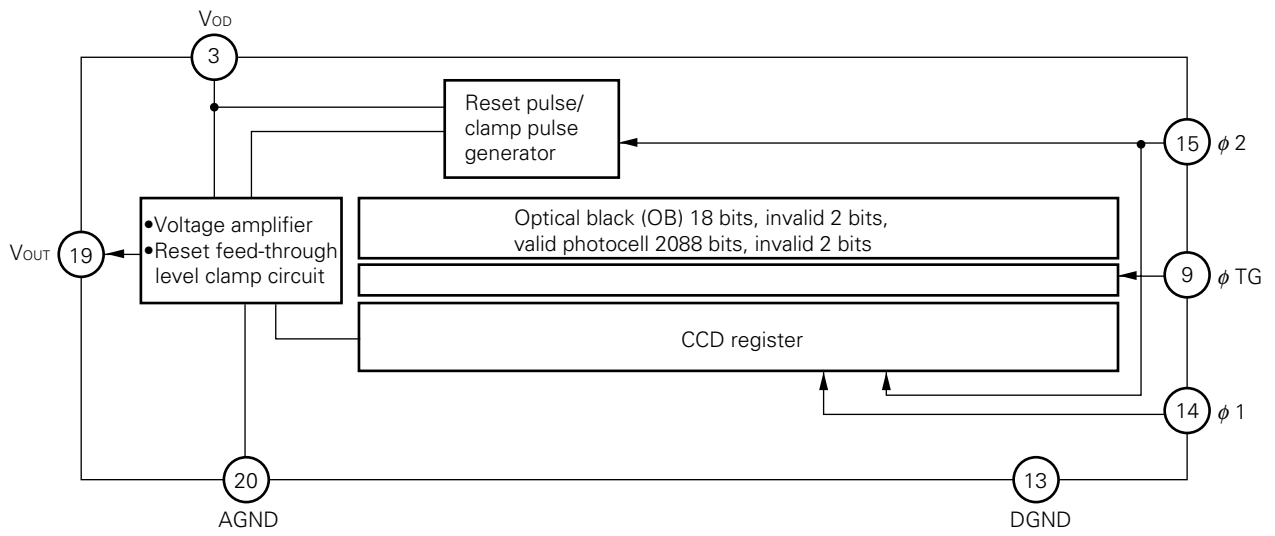 VOD
3
Reset pulse/
clamp pulse
generator
15
ϕ 2
•Voltage amplifier
•Reset feed-through
level clamp circuit
Optical black (OB) 18 bits, invalid 2 bits,
valid photocell 2088 bits, invalid 2 bits
VOUT
19
9
ϕ TG
CCD register
14
ϕ 1
20
AGND
13
DGND